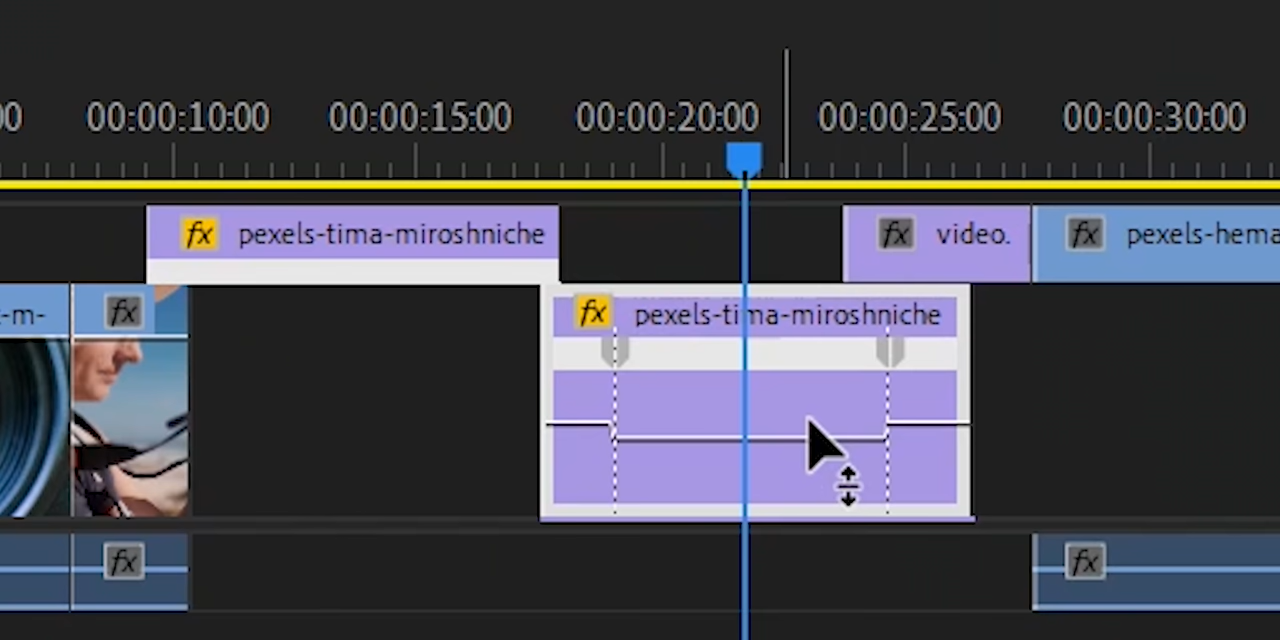 00 00:00:10:00 00:00:15:00 00:00:20:00 00:00:25:00 00:00:30:00
fx pexels-tima-miroshniche fx video. fx pexels-hema
-m- fx fx pexels-tima-miroshniche
fx fx